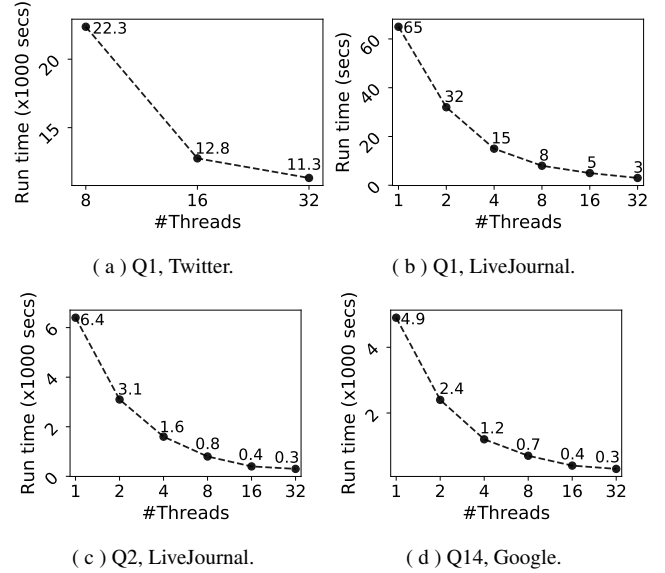 Run time (x1000 secs)
20
15
22.3
12.8
11.3
8 16 32
#Threads
( a ) Q1, Twitter.
Run time (secs)
60
40
20
0
65
32
15
8
5
3
1 2 4 8 16 32
#Threads
( b ) Q1, LiveJournal.
Run time (x1000 secs)
6
4
2
0
6.4
3.1
1.6
0.8
0.4
0.3
1 2 4 8 16 32
#Threads
( c ) Q2, LiveJournal.
Run time (x1000 secs)
4
2
4.9
2.4
1.2
0.7
0.4
0.3
1 2 4 8 16 32
#Threads
( d ) Q14, Google.